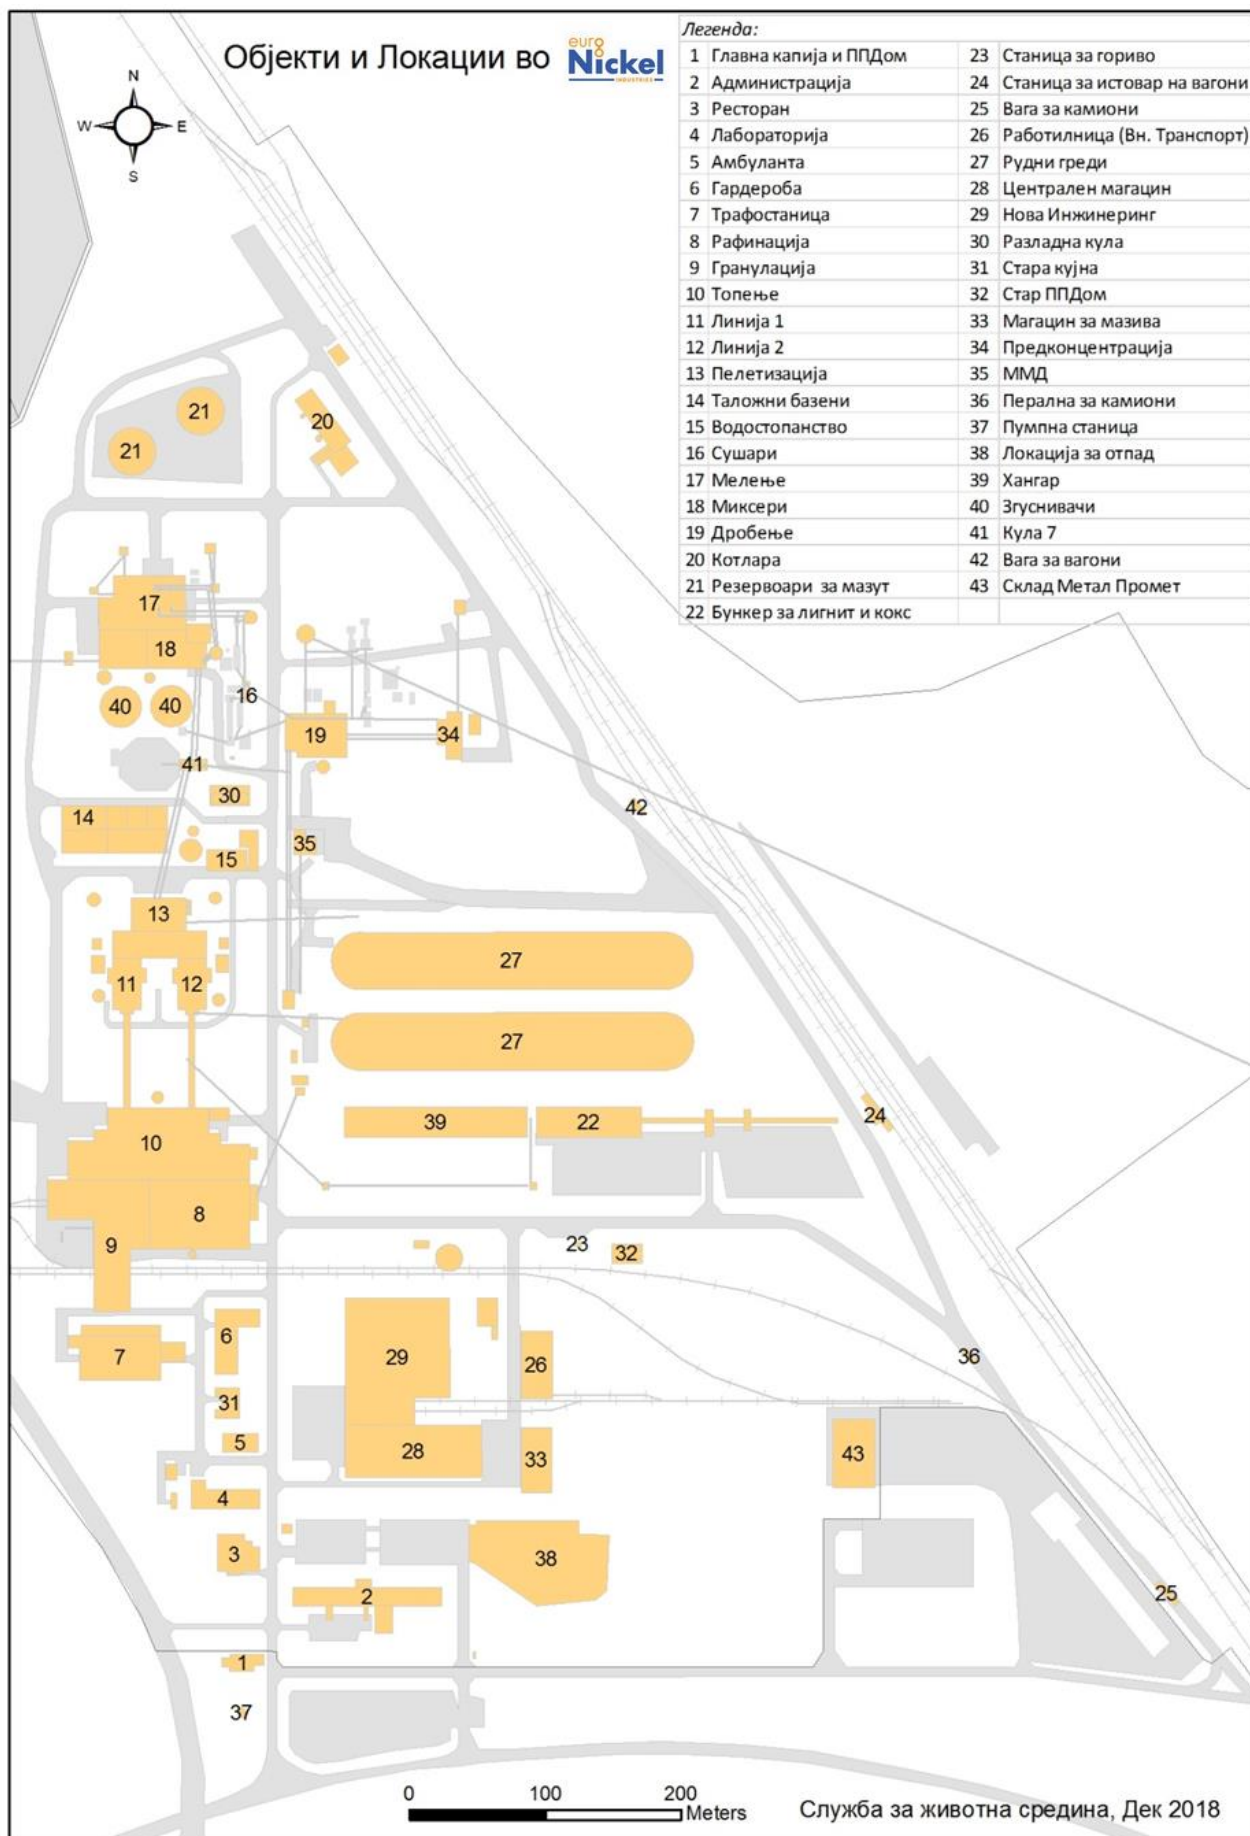 Објекти и Локации во euro Nickel INDUSTRIES
Легенда:
1 Главна капија и ППДом 23 Станица за гориво
2 Администрација 24 Станица за истовар на вагони
3 Ресторан 25 Вага за камиони
4 Лабораторија 26 Работилница (Вн. Транспорт)
5 Амбуланта 27 Рудни греди
6 Гардероба 28 Централен магацин
7 Трафостаница 29 Нова Инжинеринг
8 Рафинација 30 Разладна кула
9 Гранулација 31 Стара кујна
10 Топење 32 Стар ППДом
11 Линија 1 33 Магацин за мазива
12 Линија 2 34 Предконцентрација
13 Пелетизација 35 ММД
14 Таложни базени 36 Перална за камиони
15 Водостопанство 37 Пумпна станица
16 Сушари 38 Локација за отпад
17 Мелење 39 Хангар
18 Миксери 40 Згуснивачи
19 Дробење 41 Кула 7
20 Котлара 42 Вага за вагони
21 Резервоари за мазут 43 Склад Метал Промет
22 Бункер за лигнит и кокс
N
W E
S
21
20
21
17
18
16
40 40
19 34
41
30
42
14
35
15
13
27
11 12
27
24
39 22
10
8
23
9
32
6
36
29
7
26
31
5
28
43
33
4
3
38
2
25
1
37
0 100 200
Meters
Служба за животна средина, Дек 2018